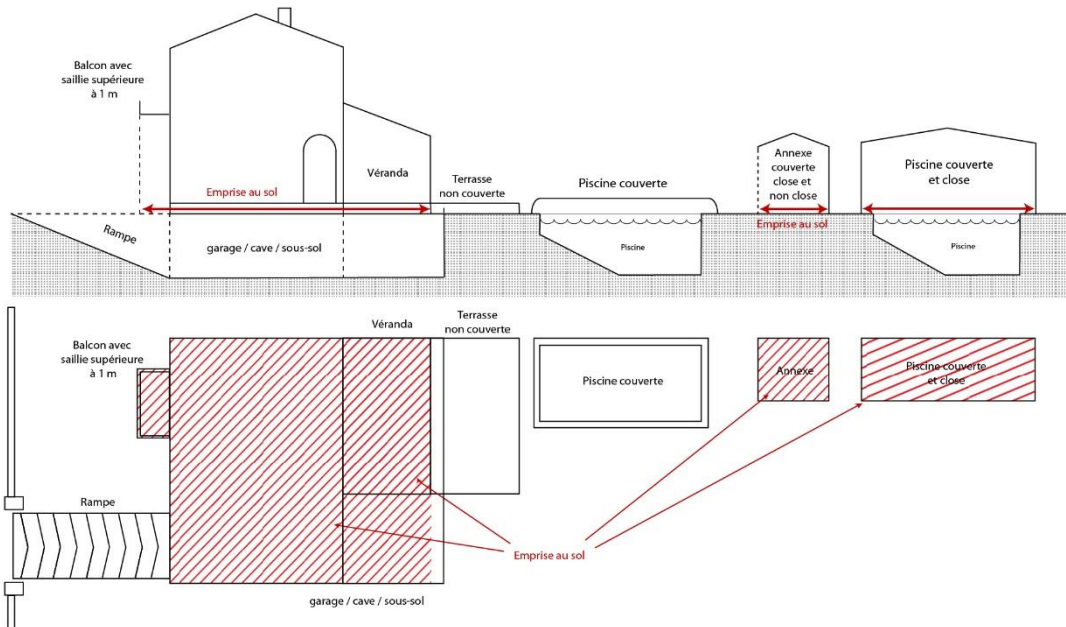 Balcon avec
saillie supérieure
à 1 m
Emprise au sol
Véranda
Terrasse
non couverte
Piscine couverte
Annexe
couverte
close et
non close
Piscine couverte
et close
Rampe
garage / cave / sous-sol
Piscine
Emprise au sol
Piscine
Balcon avec
saillie supérieure
à 1 m
Véranda
Terrasse
non couverte
Piscine couverte
Annexe
Piscine couverte
et close
Rampe
Emprise au sol
garage / cave / sous-sol